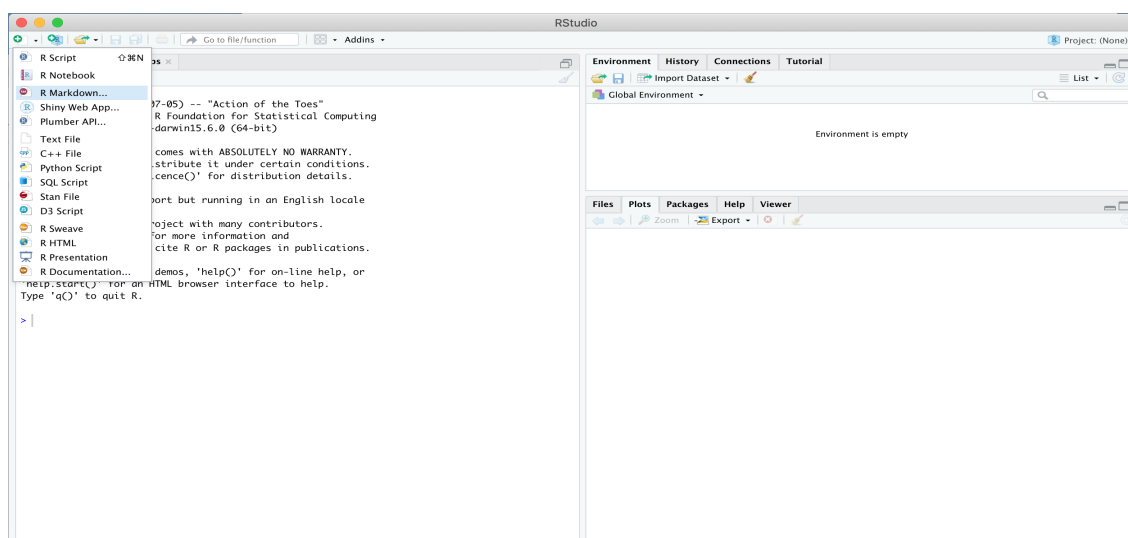 RStudio
Go to file/function
Addins
Project: (None)
R Script ⇧⌘N
R Notebook
R Markdown...
Shiny Web App...
Plumber API...
Text File
C++ File
Python Script
SQL Script
Stan File
D3 Script
R Sweave
R HTML
R Presentation
R Documentation...
bs
07-05) -- "Action of the Toes"
R Foundation for Statistical Computing
-darwin15.6.0 (64-bit)
comes with ABSOLUTELY NO WARRANTY.
stribute it under certain conditions.
cence()' for distribution details.
port but running in an English locale
roject with many contributors.
for more information and
cite R or R packages in publications.
demos, 'help()' for on-line help, or
'help.start()' for an HTML browser interface to help.
Type 'q()' to quit R.
>
Environment History Connections Tutorial
Import Dataset List
Global Environment
Environment is empty
Files Plots Packages Help Viewer
Zoom Export